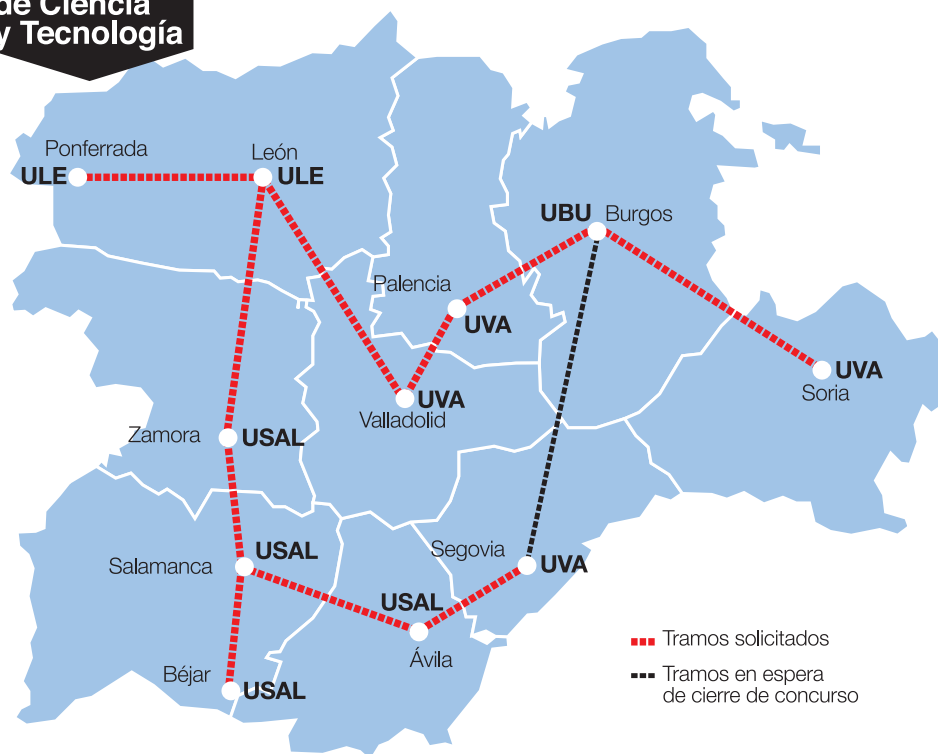 de Ciencia
y Tecnología
Ponferrada
ULE
León
ULE
UBU
Burgos
Palencia
UVA
UVA
Soria
UVA
Valladolid
Zamora
USAL
Salamanca
USAL
Segovia
UVA
USAL
Ávila
Béjar
USAL
Tramos solicitados
Tramos en espera
de cierre de concurso